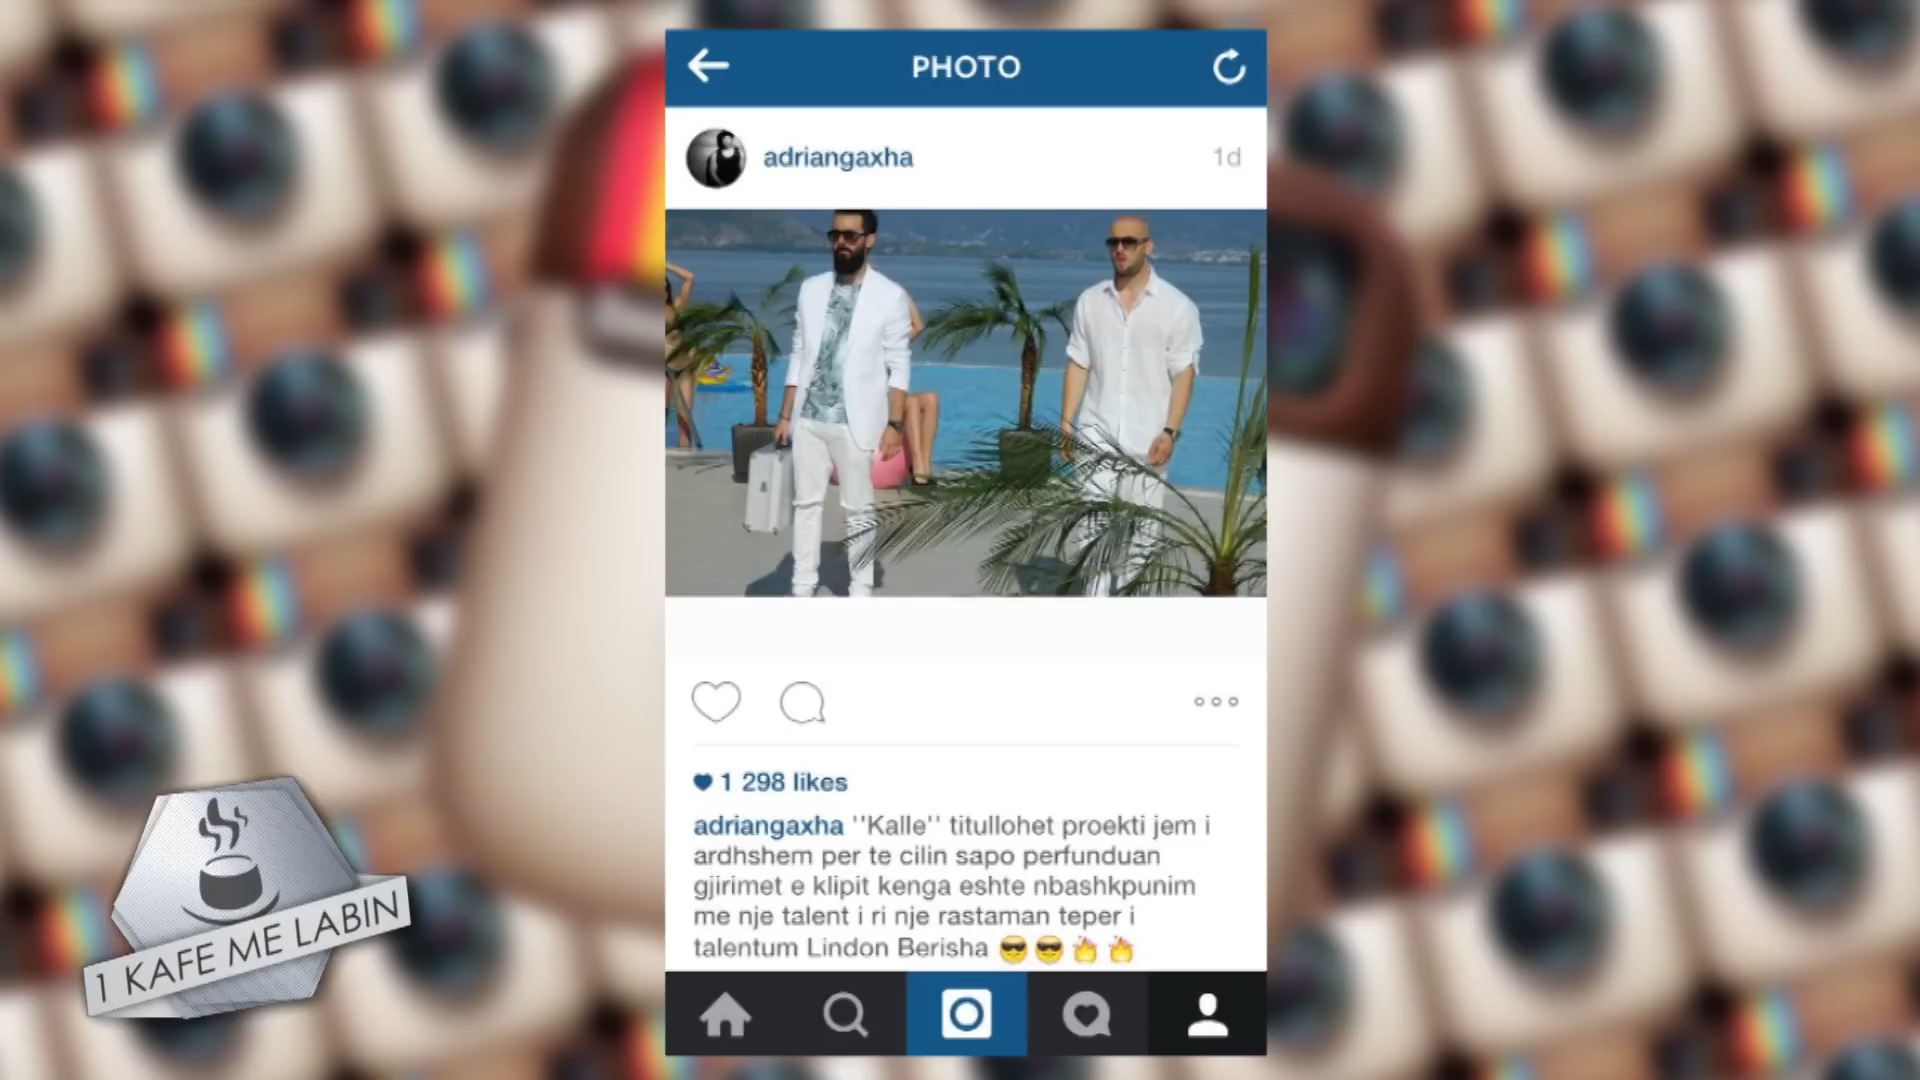 PHOTO
adriangaxha
1d
1 298 likes
adriangaxha ''Kalle'' titullohet proekti jem i
ardhshem per te cilin sapo perfunduan
gjirimet e klipit kenga eshte nbashkpunim
me nje talent i ri nje rastaman teper i
talentum Lindon Berisha 😎😎🔥🔥
1 KAFE ME LABIN